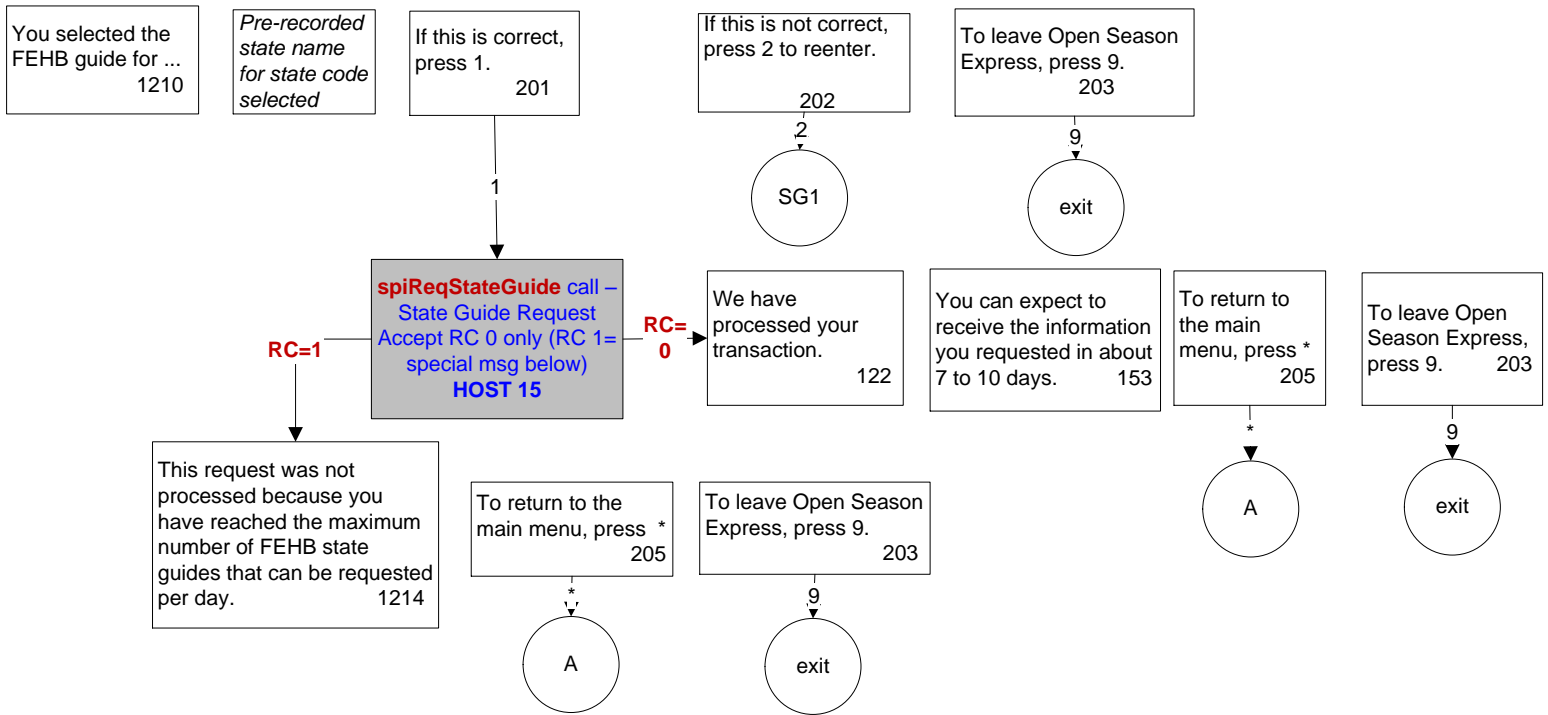 You selected the
FEHB guide for ...
1210
Pre-recorded
state name
for state code
selected
If this is correct,
press 1.
201
If this is not correct,
press 2 to reenter.
202
To leave Open Season
Express, press 9.
203
1
2
SG1
9
exit
spiReqStateGuide call –
State Guide Request
Accept RC 0 only (RC 1=
special msg below)
HOST 15
RC=1
RC=
0
We have
processed your
transaction.
122
You can expect to
receive the information
you requested in about
7 to 10 days. 153
To return to
the main
menu, press *
205
To leave Open
Season Express,
press 9. 203
*
A
9
exit
This request was not
processed because you
have reached the maximum
number of FEHB state
guides that can be requested
per day. 1214
To return to the
main menu, press *
205
To leave Open Season
Express, press 9.
203
*
A
9
exit